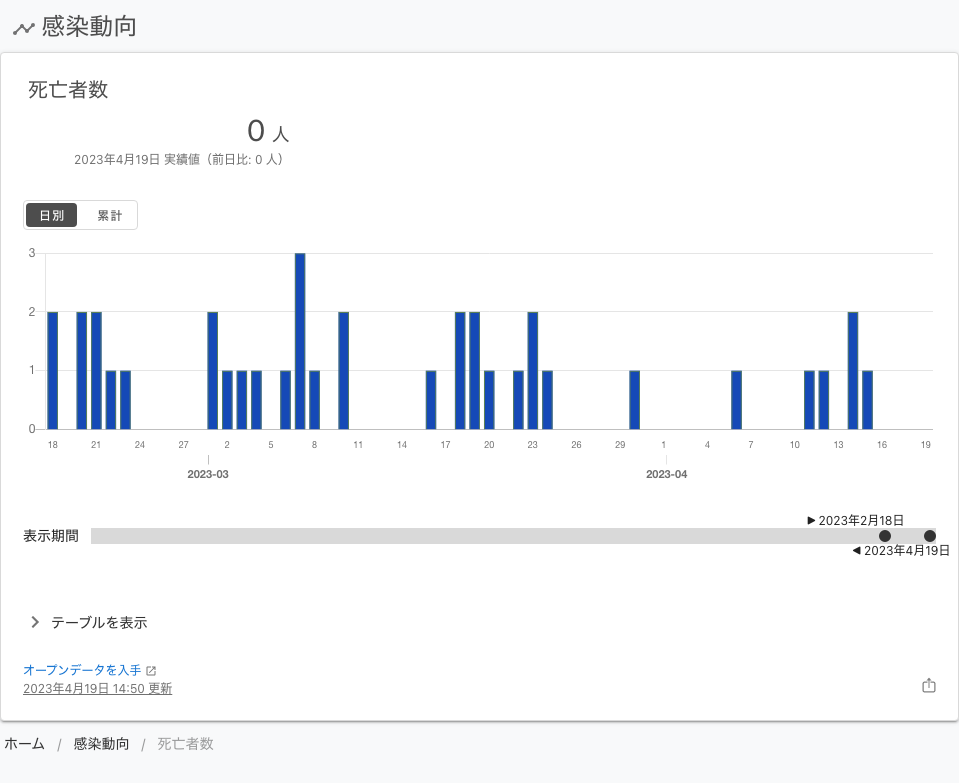 感染動向
死亡者数
0 人
2023年4月19日 実績値（前日比: 0 人）
日別 累計
3
2
1
0
18 21 24 27 2 5 8 11 14 17 20 23 26 29 1 4 7 10 13 16 19
2023-03 2023-04
2023年2月18日
表示期間
2023年4月19日
テーブルを表示
オープンデータを入手
2023年4月19日 14:50 更新
ホーム / 感染動向 / 死亡者数